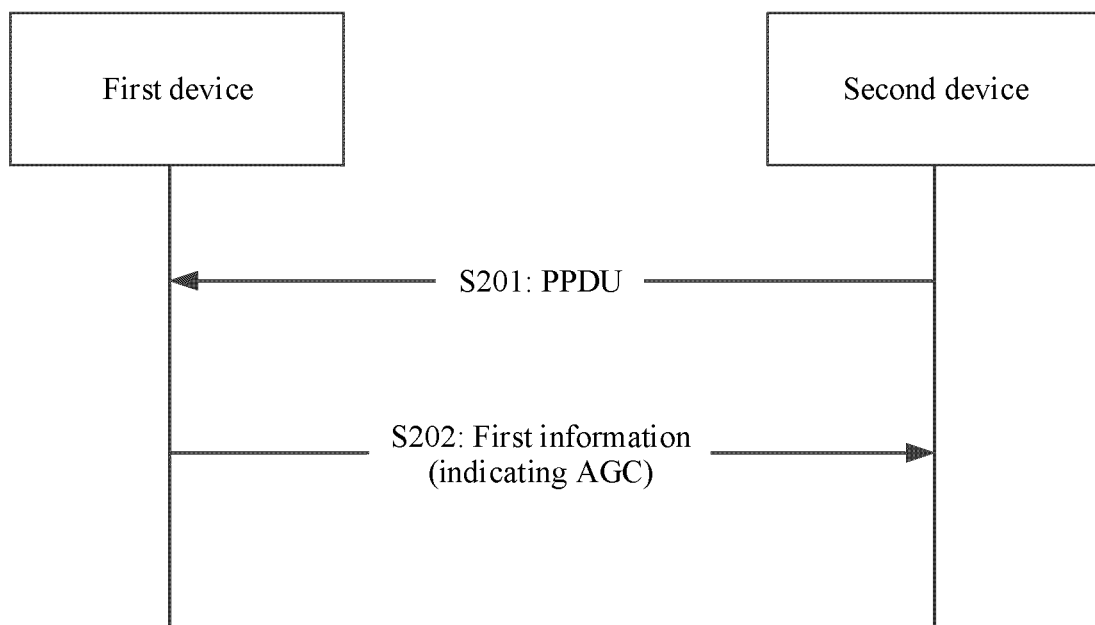 First device
Second device
S201: PPDU
S202: First information
(indicating AGC)